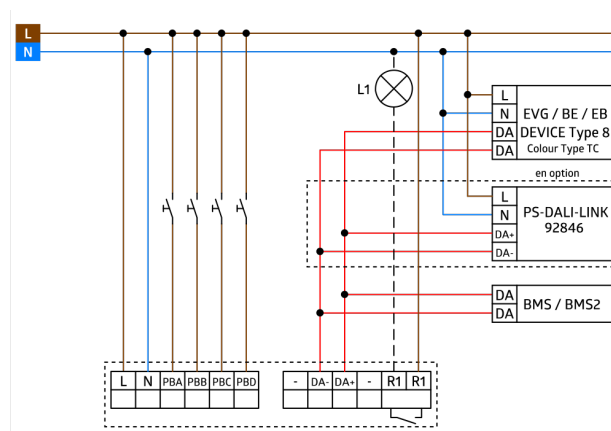 L
N
L1
L
N
DA
DA
EVG / BE / EB
DEVICE Type 8
Colour Type TC
en option
L
N
DA+
DA-
PS-DALI-LINK
92846
DA
DA
BMS / BMS2
L N PBA PBB PBC PBD
- DA- DA+ - R1 R1